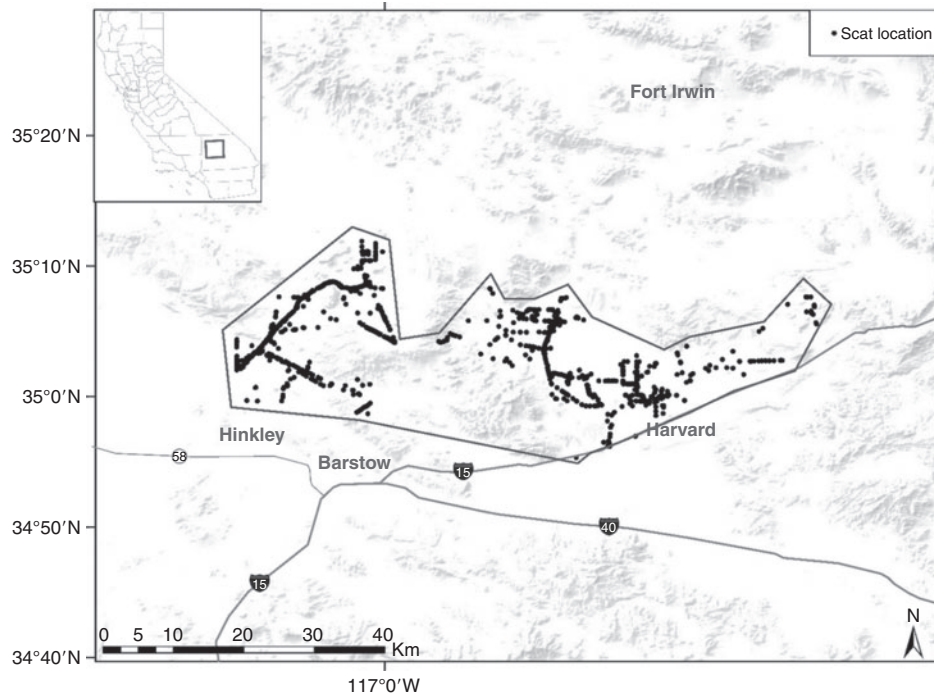 Scat location
Fort Irwin
35°20′N
35°10′N
35°0′N
Hinkley
Harvard
58
Barstow
15
34°50′N
40
15
0 5 10 20 30 40
Km
N
34°40′N
117°0′W